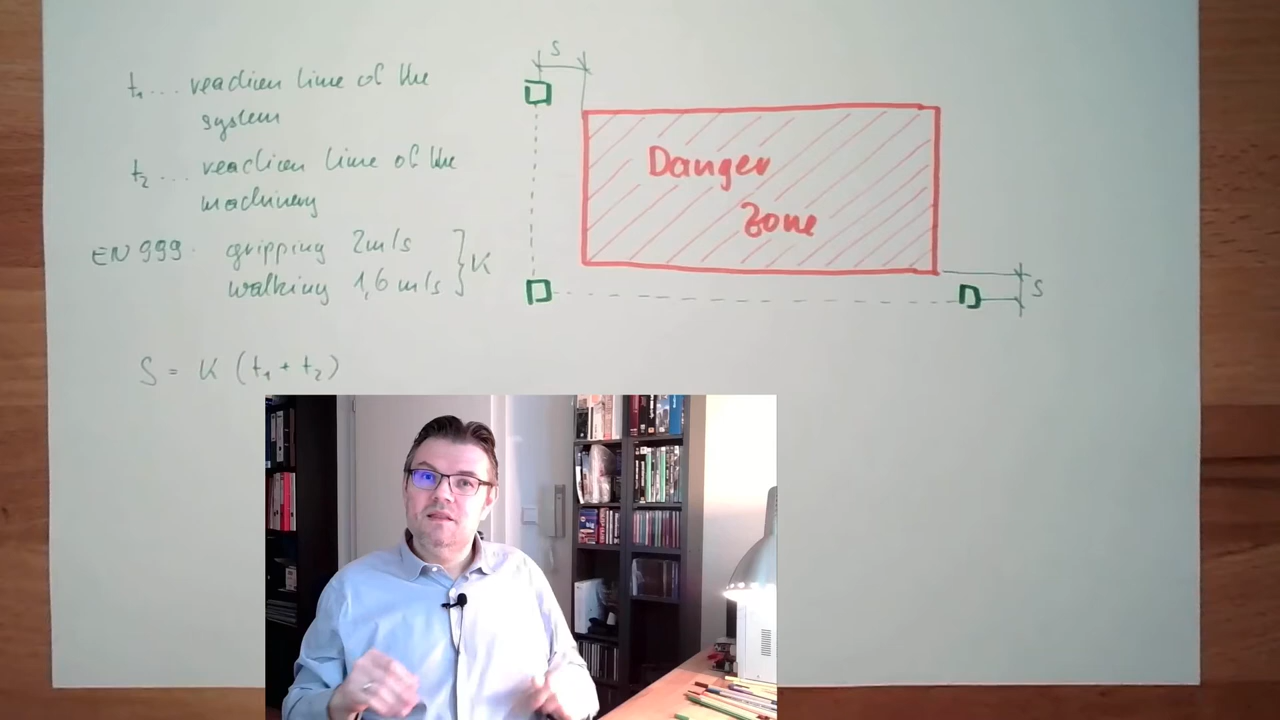 t₁ ... reaction time of the
system
t₂ ... reaction time of the
machinery
EN 999. gripping 2m/s
walking 1,6 m/s } K
S = K (t₁ + t₂)
S
Danger
Zone
S